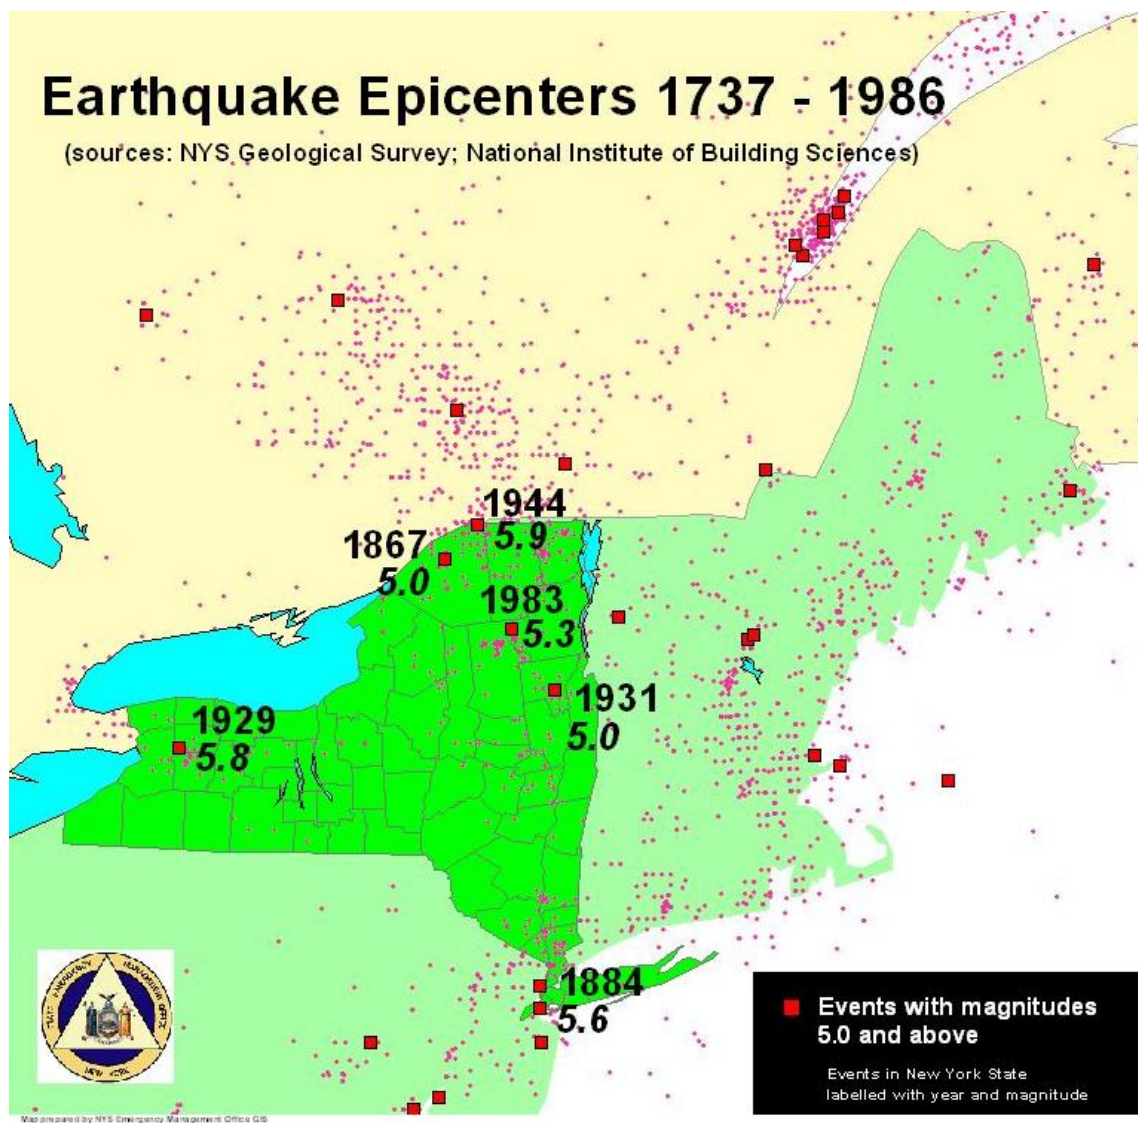 Earthquake Epicenters 1737 - 1986
(sources: NYS Geological Survey; National Institute of Building Sciences)
1944
5.9
1867
5.0
1983
5.3
1931
5.0
1929
5.8
1884
5.6
NEW YORK
Events with magnitudes
5.0 and above
Events in New York State
labelled with year and magnitude
Map prepared by NYS Emergency Management Office GIS